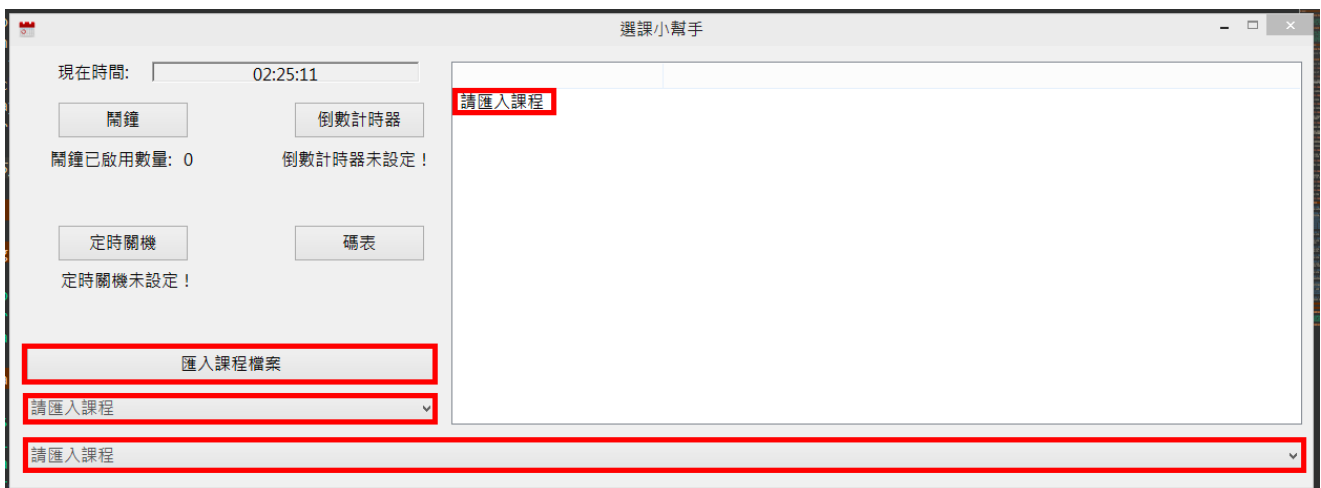 選課小幫手
現在時間: 02:25:11
鬧鐘
倒數計時器
鬧鐘已啟用數量: 0
倒數計時器未設定！
定時關機
碼表
定時關機未設定！
匯入課程檔案
請匯入課程
請匯入課程
請匯入課程